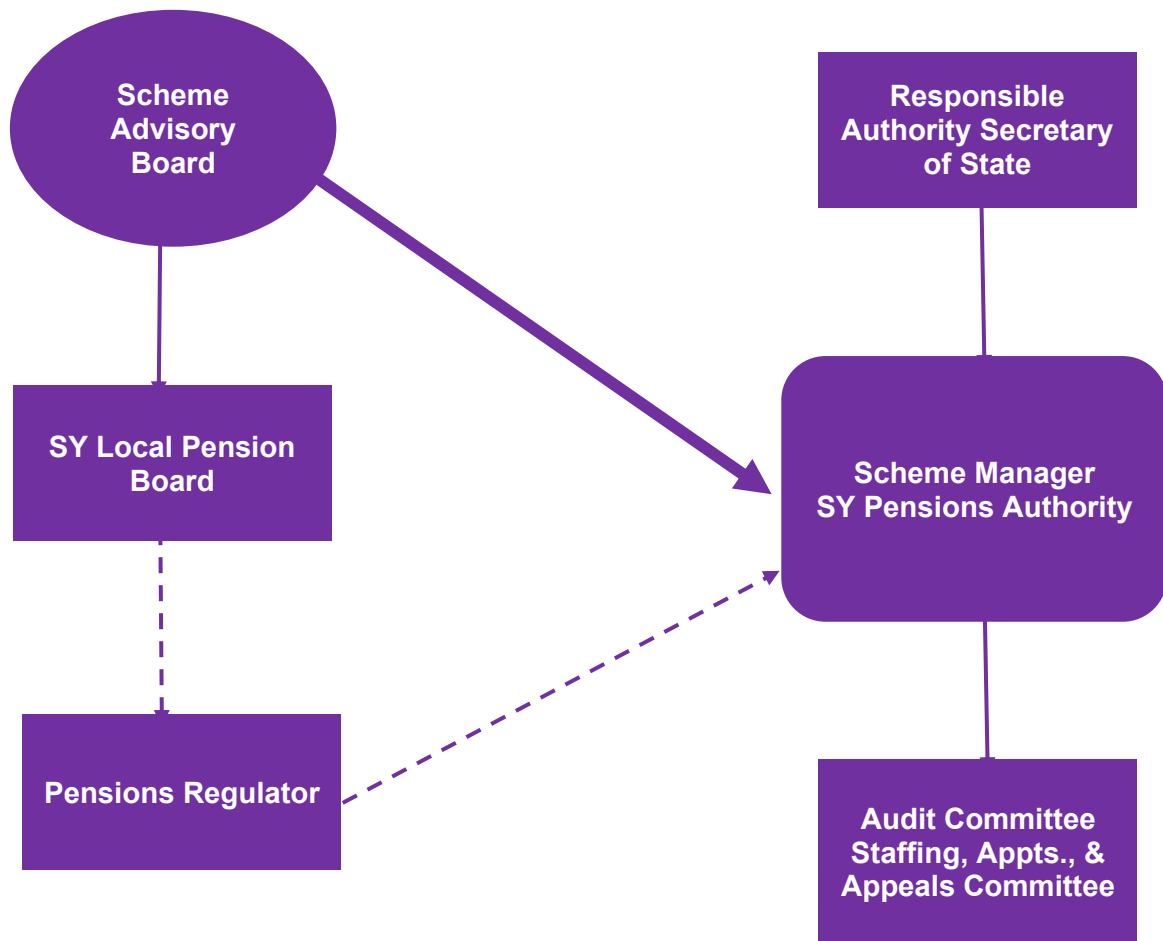 Scheme
Advisory
Board
Responsible
Authority Secretary
of State
SY Local Pension
Board
Scheme Manager
SY Pensions Authority
Pensions Regulator
Audit Committee
Staffing, Appts., &
Appeals Committee